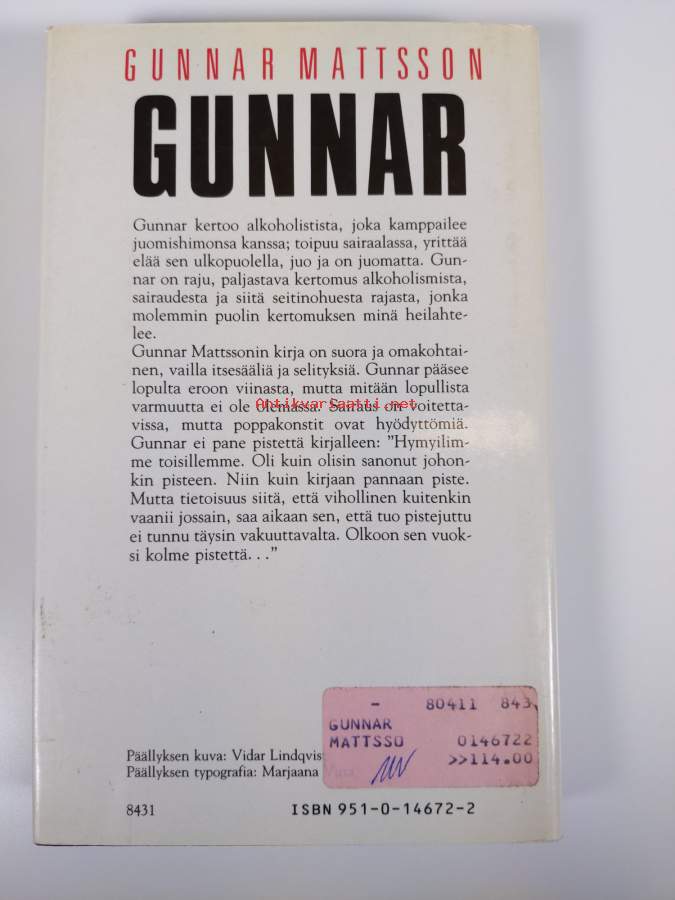 GUNNAR MATTSSON
GUNNAR
Gunnar kertoo alkoholistista, joka kamppailee
juomishimonsa kanssa; toipuu sairaalassa, yrittää
elää sen ulkopuolella, juo ja on juomatta. Gun-
nar on raju, paljastava kertomus alkoholismista,
sairaudesta ja siitä seitinohuesta rajasta, jonka
molemmin puolin kertomuksen minä heilahte-
lee.
Gunnar Mattssonin kirja on suora ja omakohtai-
nen, vailla itsesääliä ja selityksiä. Gunnar pääsee
lopulta eroon viinasta, mutta mitään lopullista
varmuutta ei ole olemassa. Sairaus on voitetta-
Antikvariaatti.net
vissa, mutta poppakonstit ovat hyödyttömiä.
Gunnar ei pane pistettä kirjalleen: "Hymyilim-
me toisillemme. Oli kuin olisin sanonut johon-
kin pisteen. Niin kuin kirjaan pannaan piste.
Mutta tietoisuus siitä, että vihollinen kuitenkin
vaanii jossain, saa aikaan sen, että tuo pistejuttu
ei tunnu täysin vakuuttavalta. Olkoon sen vuok-
si kolme pistettä. . ."
- 80411 843
GUNNAR
MATTSSO 0146722
>>114.00
Päällyksen kuva: Vidar Lindqvist
Päällyksen typografia: Marjaana
8431
ISBN 951-0-14672-2